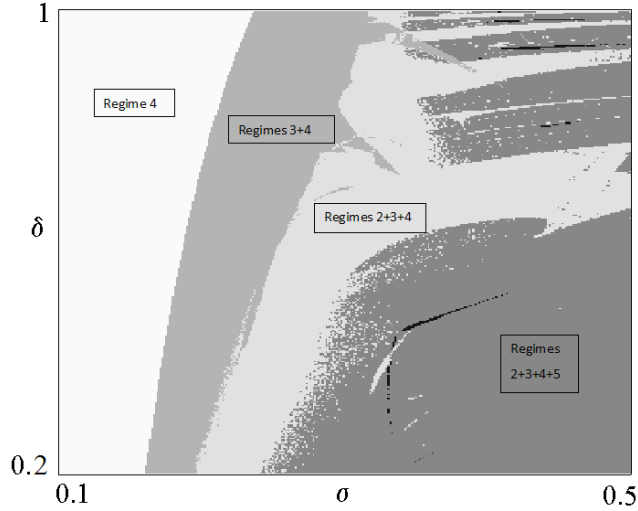 1
Regime 4
Regimes 3+4
Regimes 2+3+4
δ
Regimes
2+3+4+5
0.2
0.1
σ
0.5